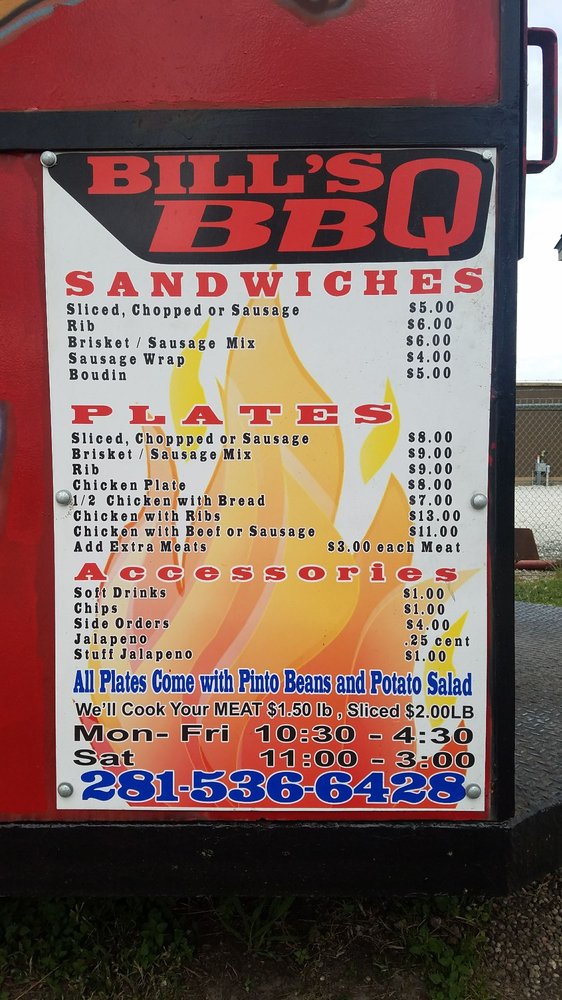 BILL'S
BBQ
SANDWICHES
Sliced, Chopped or Sausage $5.00
Rib $6.00
Brisket / Sausage Mix $6.00
Sausage Wrap $4.00
Boudin $5.00
PLATES
Sliced, Choppped or Sausage $8.00
Brisket / Sausage Mix $9.00
Rib $9.00
Chicken Plate $8.00
1/2 Chicken with Bread $7.00
Chicken with Ribs $13.00
Chicken with Beef or Sausage $11.00
Add Extra Meats $3.00 each Meat
Accessories
Soft Drinks $1.00
Chips $1.00
Side Orders $4.00
Jalapeno .25 cent
Stuff Jalapeno $1.00
All Plates Come with Pinto Beans and Potato Salad
We'll Cook Your MEAT $1.50 lb , Sliced $2.00LB
Mon- Fri 10:30 - 4:30
Sat 11:00 - 3:00
281-536-6428